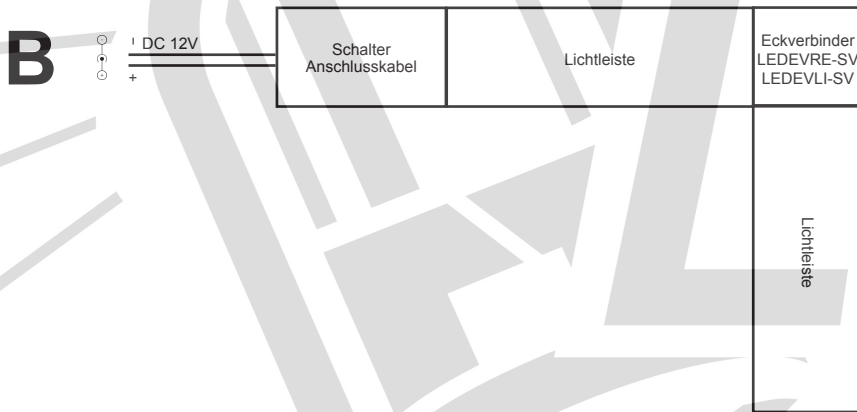 B
- DC 12V
+
Schalter
Anschlusskabel
Lichtleiste
Eckverbinder
LEDEVRE-SV
LEDEVLI-SV
Lichtleiste